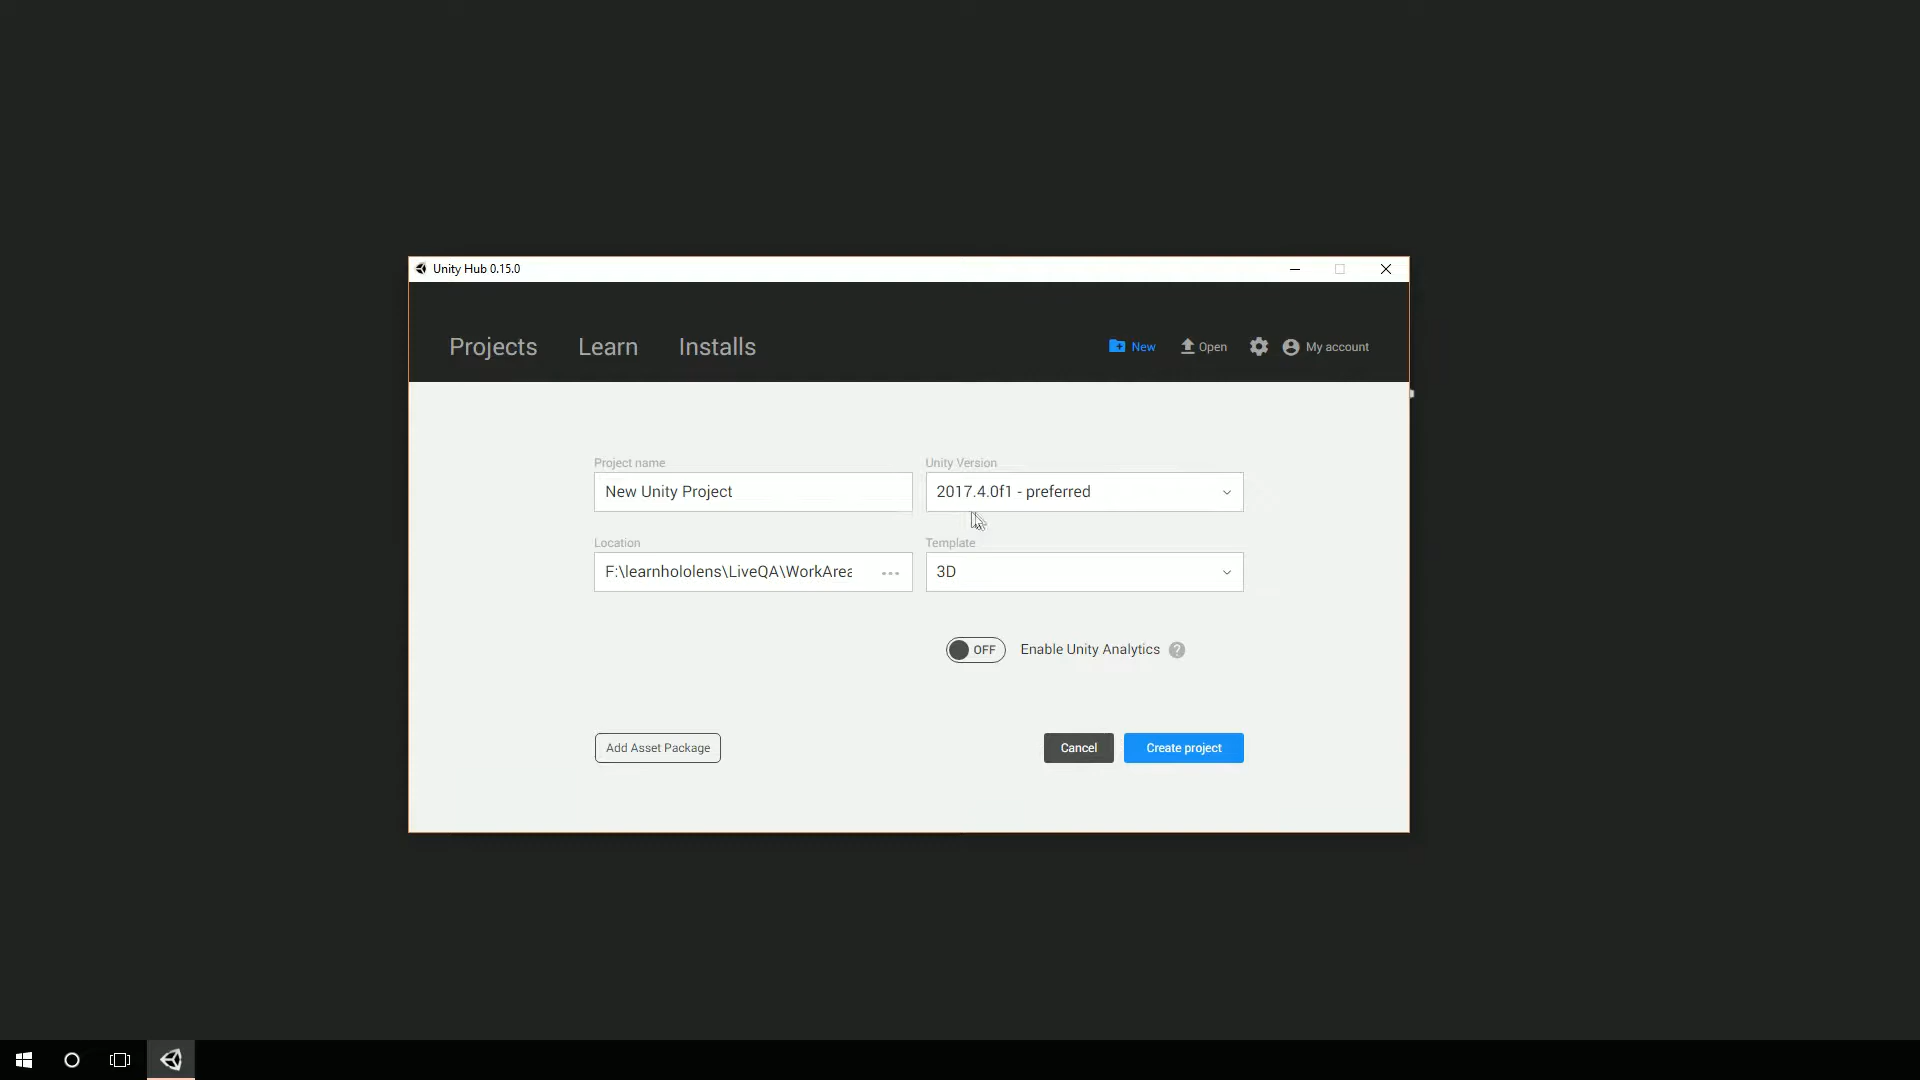 Unity Hub 0.15.0
Projects Learn Installs New Open My account
Project name
New Unity Project
Unity Version
2017.4.0f1 - preferred
Location
F:\learnhololens\LiveQA\WorkArea
Template
3D
OFF Enable Unity Analytics ?
Add Asset Package Cancel Create project